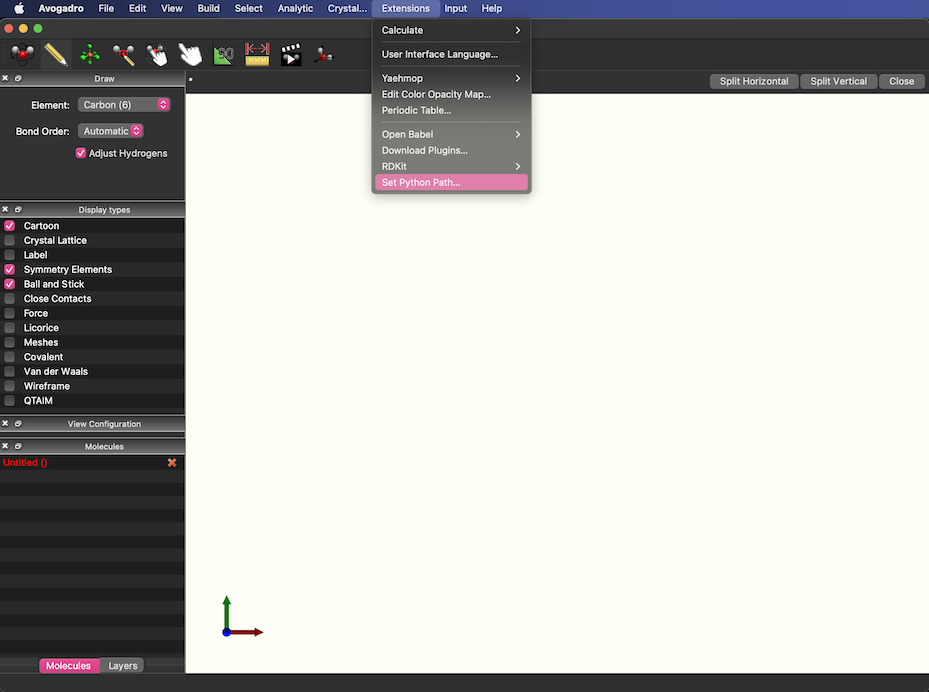 Avogadro File Edit View Build Select Analytic Crystal... Extensions Input Help
Calculate
User Interface Language...
Yaehmop
Edit Color Opacity Map...
Periodic Table...
Open Babel
Download Plugins...
RDKit
Set Python Path...
Draw
Element: Carbon (6)
Bond Order: Automatic
Adjust Hydrogens
Split Horizontal Split Vertical Close
Display types
Cartoon
Crystal Lattice
Label
Symmetry Elements
Ball and Stick
Close Contacts
Force
Licorice
Meshes
Covalent
Van der Waals
Wireframe
QTAIM
View Configuration
Molecules
Untitled ()
Molecules Layers